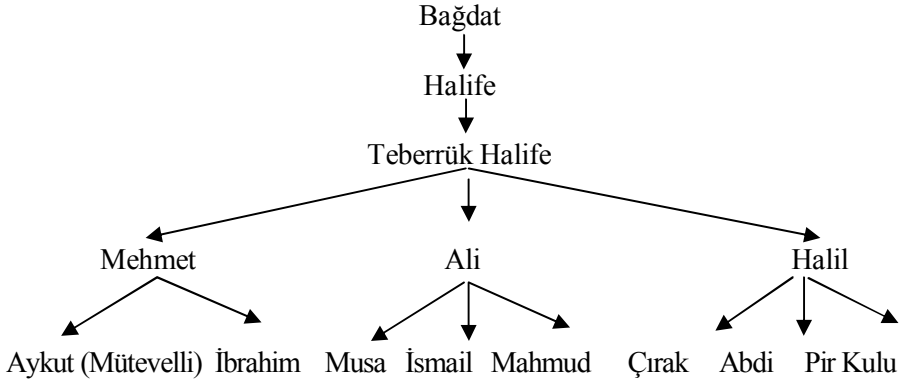 Bağdat
Halife
Teberrük Halife
Mehmet Ali Halil
Aykut (Mütevelli) İbrahim Musa İsmail Mahmud Çırak Abdi Pir Kulu